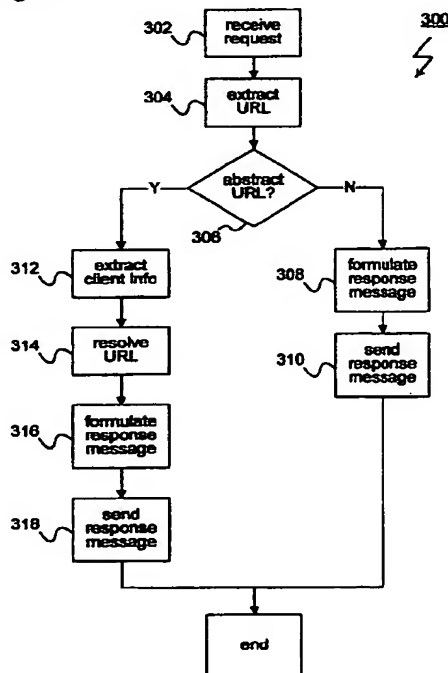 300
302
receive
request
304
extract
URL
abstract
URL?
Y
N
306
312
extract
client info
308
formulate
response
message
314
resolve
URL
310
send
response
message
316
formulate
response
message
318
send
response
message
end